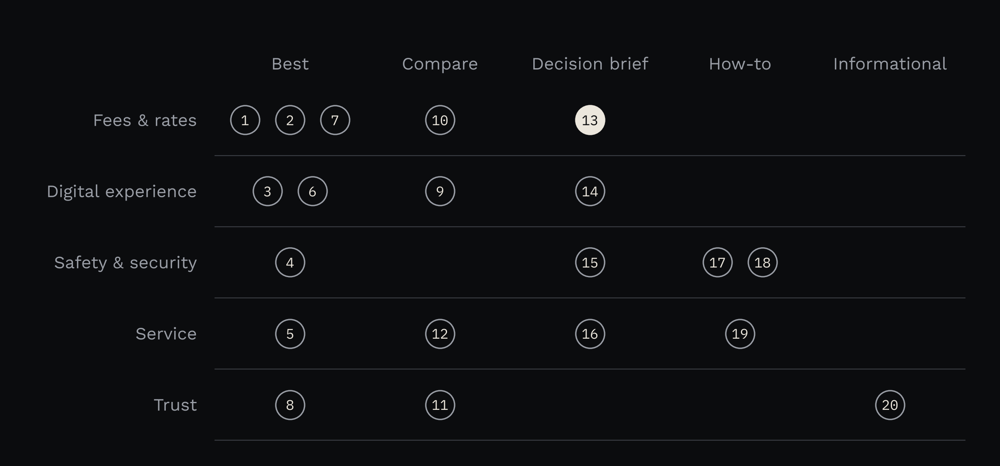 Best Compare Decision brief How-to Informational
Fees & rates 1 2 7 10 13
Digital experience 3 6 9 14
Safety & security 4 15 17 18
Service 5 12 16 19
Trust 8 11 20